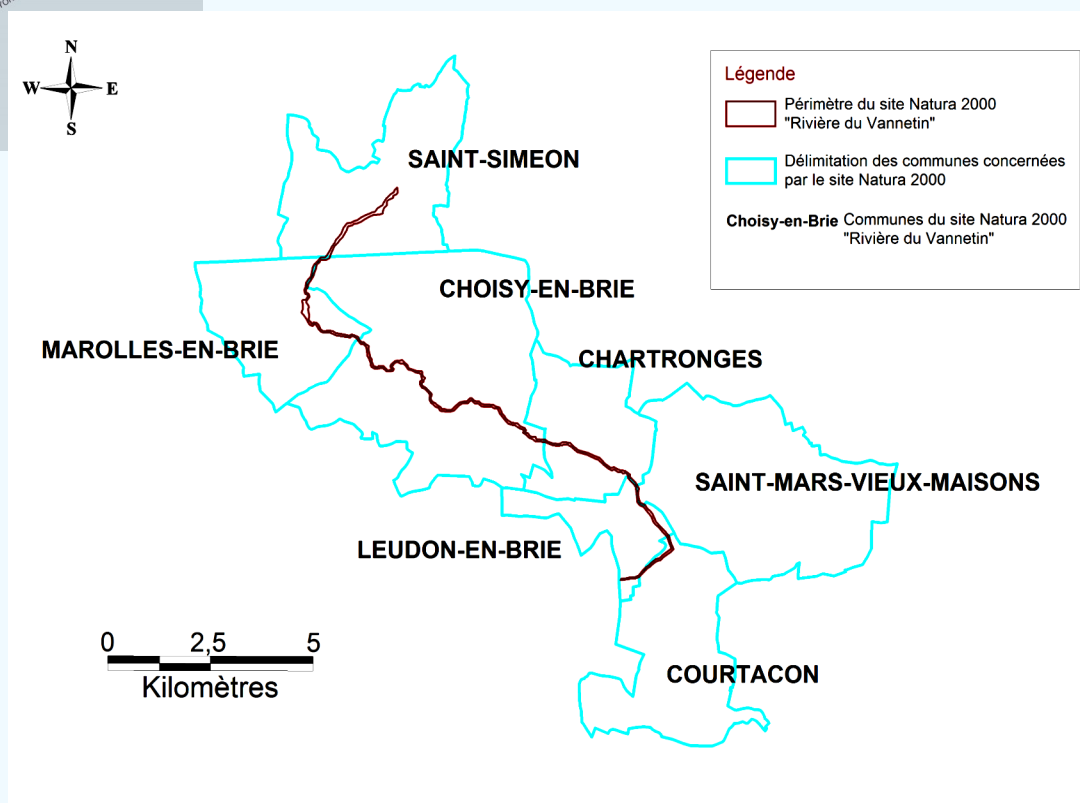 N
W E
S
Légende
Périmètre du site Natura 2000
"Rivière du Vannetin"
Délimitation des communes concernées
par le site Natura 2000
Choisy-en-Brie Communes du site Natura 2000
"Rivière du Vannetin"
SAINT-SIMEON
CHOISY-EN-BRIE
MAROLLES-EN-BRIE
CHARTRONGES
SAINT-MARS-VIEUX-MAISONS
LEUDON-EN-BRIE
COURTACON
0 2,5 5
Kilomètres